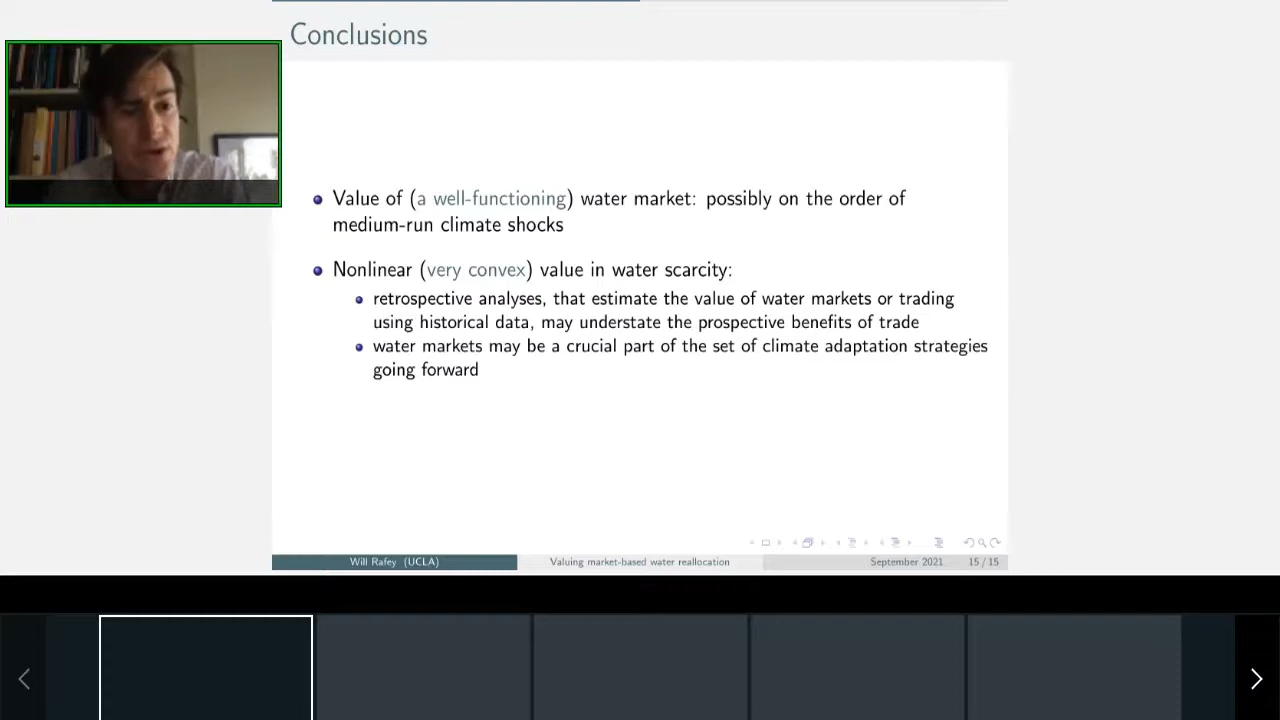 Conclusions
Value of (a well-functioning) water market: possibly on the order of
medium-run climate shocks
Nonlinear (very convex) value in water scarcity:
retrospective analyses, that estimate the value of water markets or trading
using historical data, may understate the prospective benefits of trade
water markets may be a crucial part of the set of climate adaptation strategies
going forward
Will Rafey (UCLA) Valuing market-based water reallocation September 2021 15 / 15